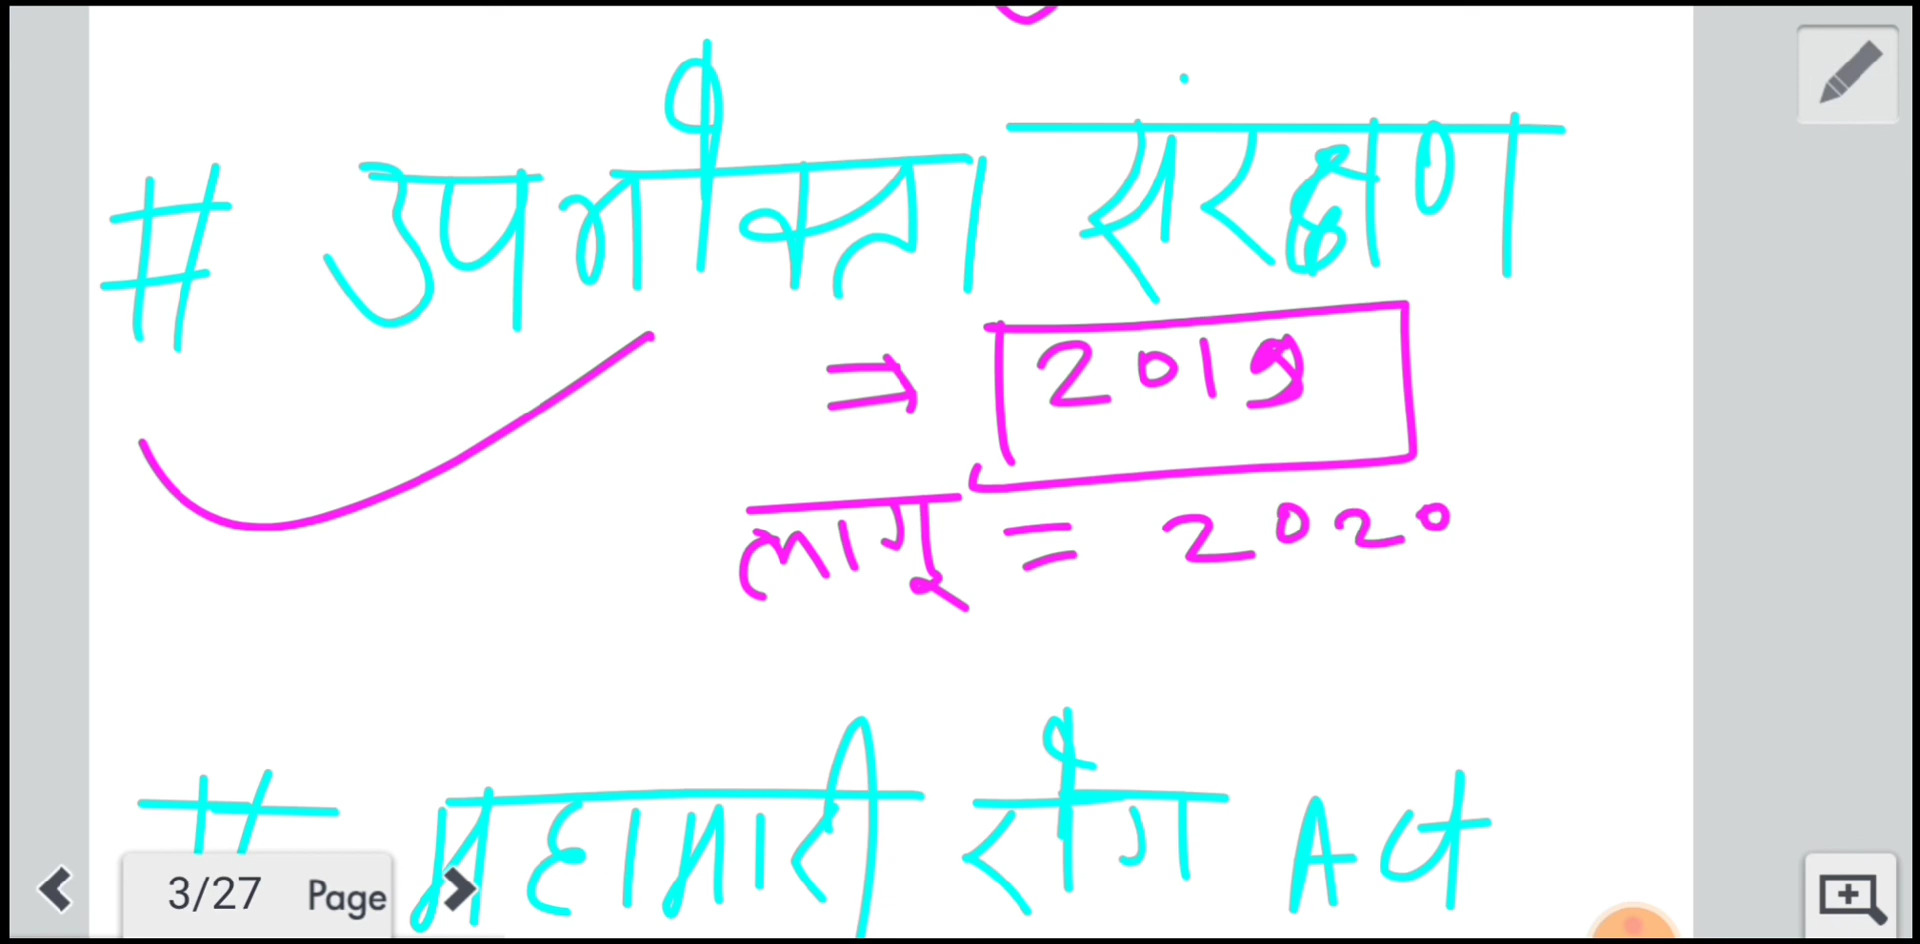 # उपभोक्ता संरक्षण
⇒ 2019
लागू = 2020
# महामारी रोग Act
3/27 Page